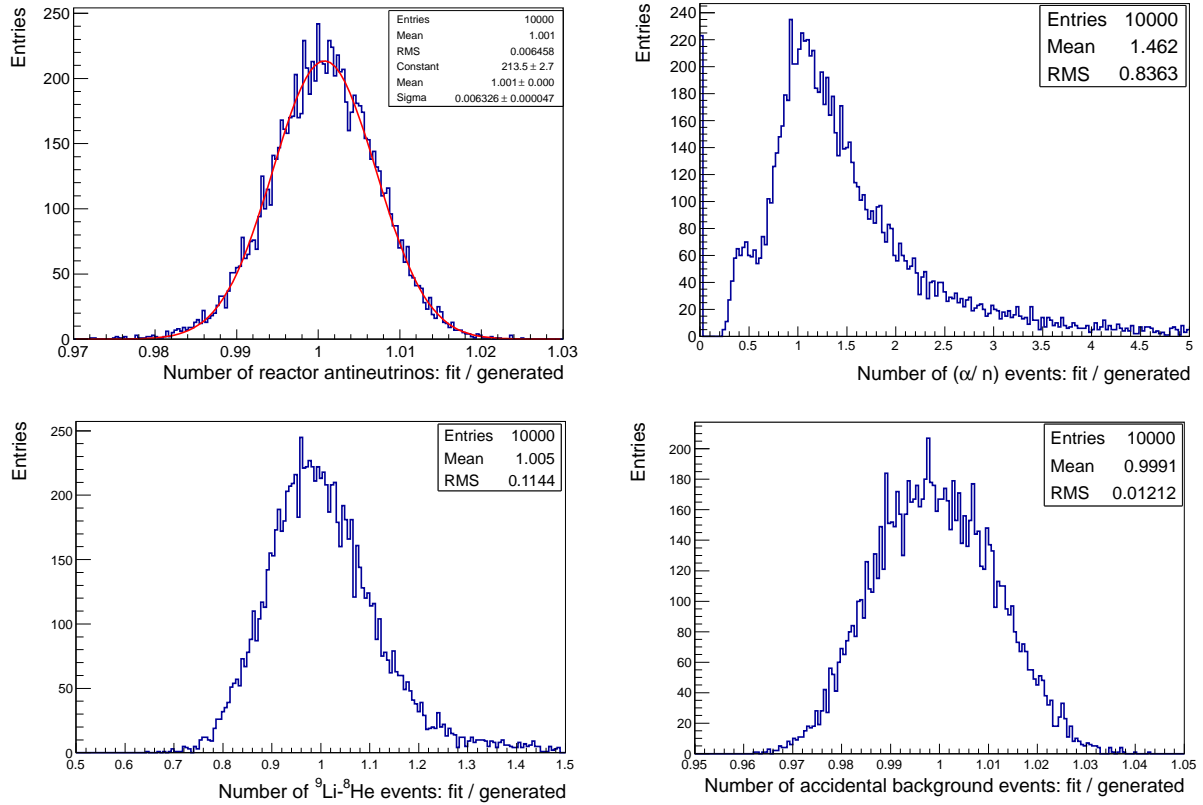 Entries 10000
Mean 1.001
RMS 0.006458
Constant 213.5 ± 2.7
Mean 1.001 ± 0.000
Sigma 0.006326 ± 0.000047
Entries
250
200
150
100
50
0
0.97 0.98 0.99 1 1.01 1.02 1.03
Number of reactor antineutrinos: fit / generated
Entries 10000
Mean 1.462
RMS 0.8363
Entries
240
220
200
180
160
140
120
100
80
60
40
20
0
0 0.5 1 1.5 2 2.5 3 3.5 4 4.5 5
Number of (α/ n) events: fit / generated
Entries 10000
Mean 1.005
RMS 0.1144
Entries
250
200
150
100
50
0
0.5 0.6 0.7 0.8 0.9 1 1.1 1.2 1.3 1.4 1.5
Number of ⁹Li-⁸He events: fit / generated
Entries 10000
Mean 0.9991
RMS 0.01212
Entries
200
180
160
140
120
100
80
60
40
20
0
0.95 0.96 0.97 0.98 0.99 1 1.01 1.02 1.03 1.04 1.05
Number of accidental background events: fit / generated